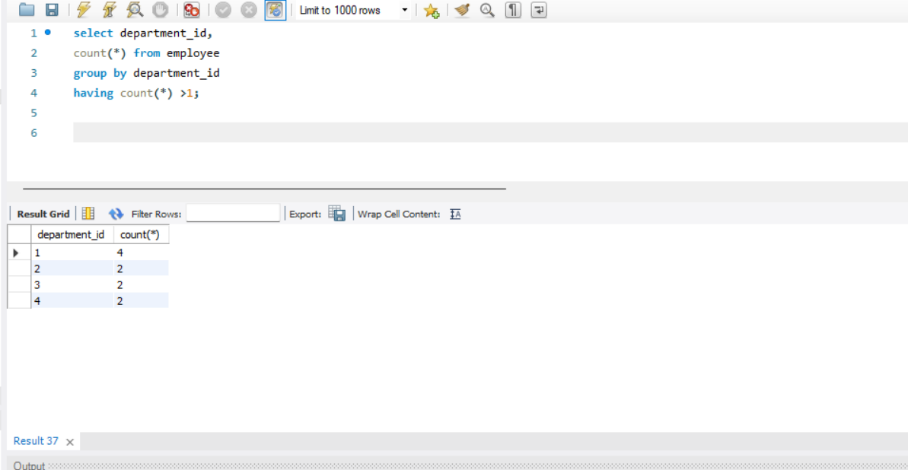 Limit to 1000 rows
1 select department_id,
2 count(*) from employee
3 group by department_id
4 having count(*) >1;
5
6
Result Grid Filter Rows: Export: Wrap Cell Content: IA
department_id count(*)
1 4
2 2
3 2
4 2
Result 37 ×
Output